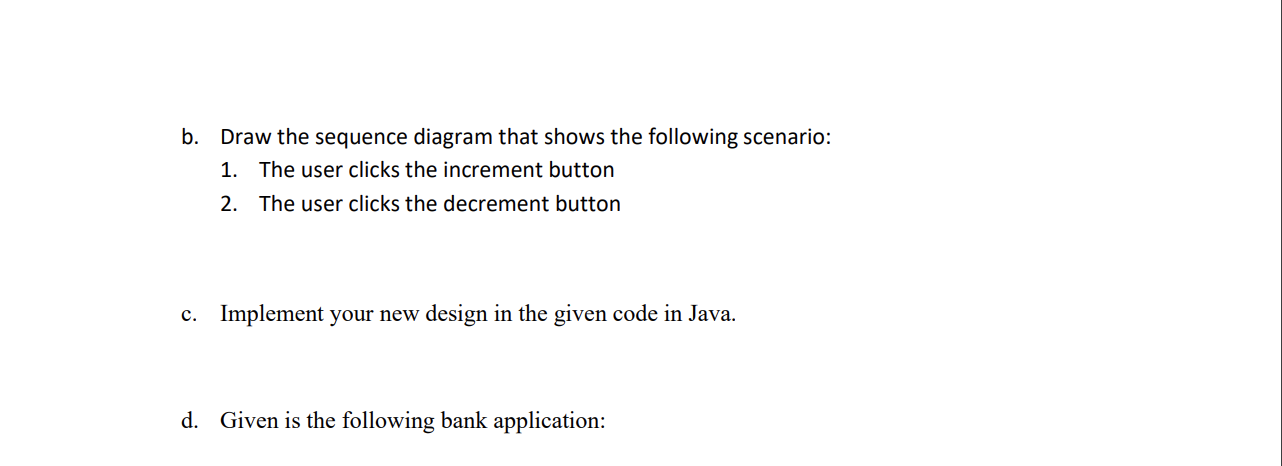 b. Draw the sequence diagram that shows the following scenario:
1. The user clicks the increment button
2. The user clicks the decrement button
c. Implement your new design in the given code in Java.
d. Given is the following bank application: